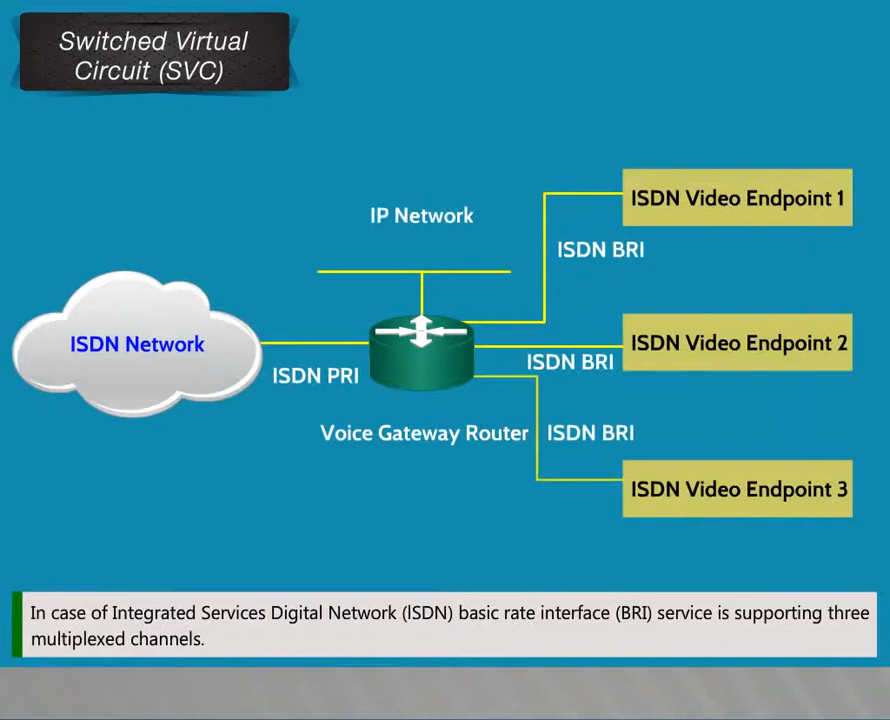 Switched Virtual
Circuit (SVC)
IP Network
ISDN Video Endpoint 1
ISDN BRI
ISDN Network
ISDN PRI
ISDN BRI
ISDN Video Endpoint 2
Voice Gateway Router
ISDN BRI
ISDN Video Endpoint 3
In case of Integrated Services Digital Network (lSDN) basic rate interface (BRI) service is supporting three
multiplexed channels.